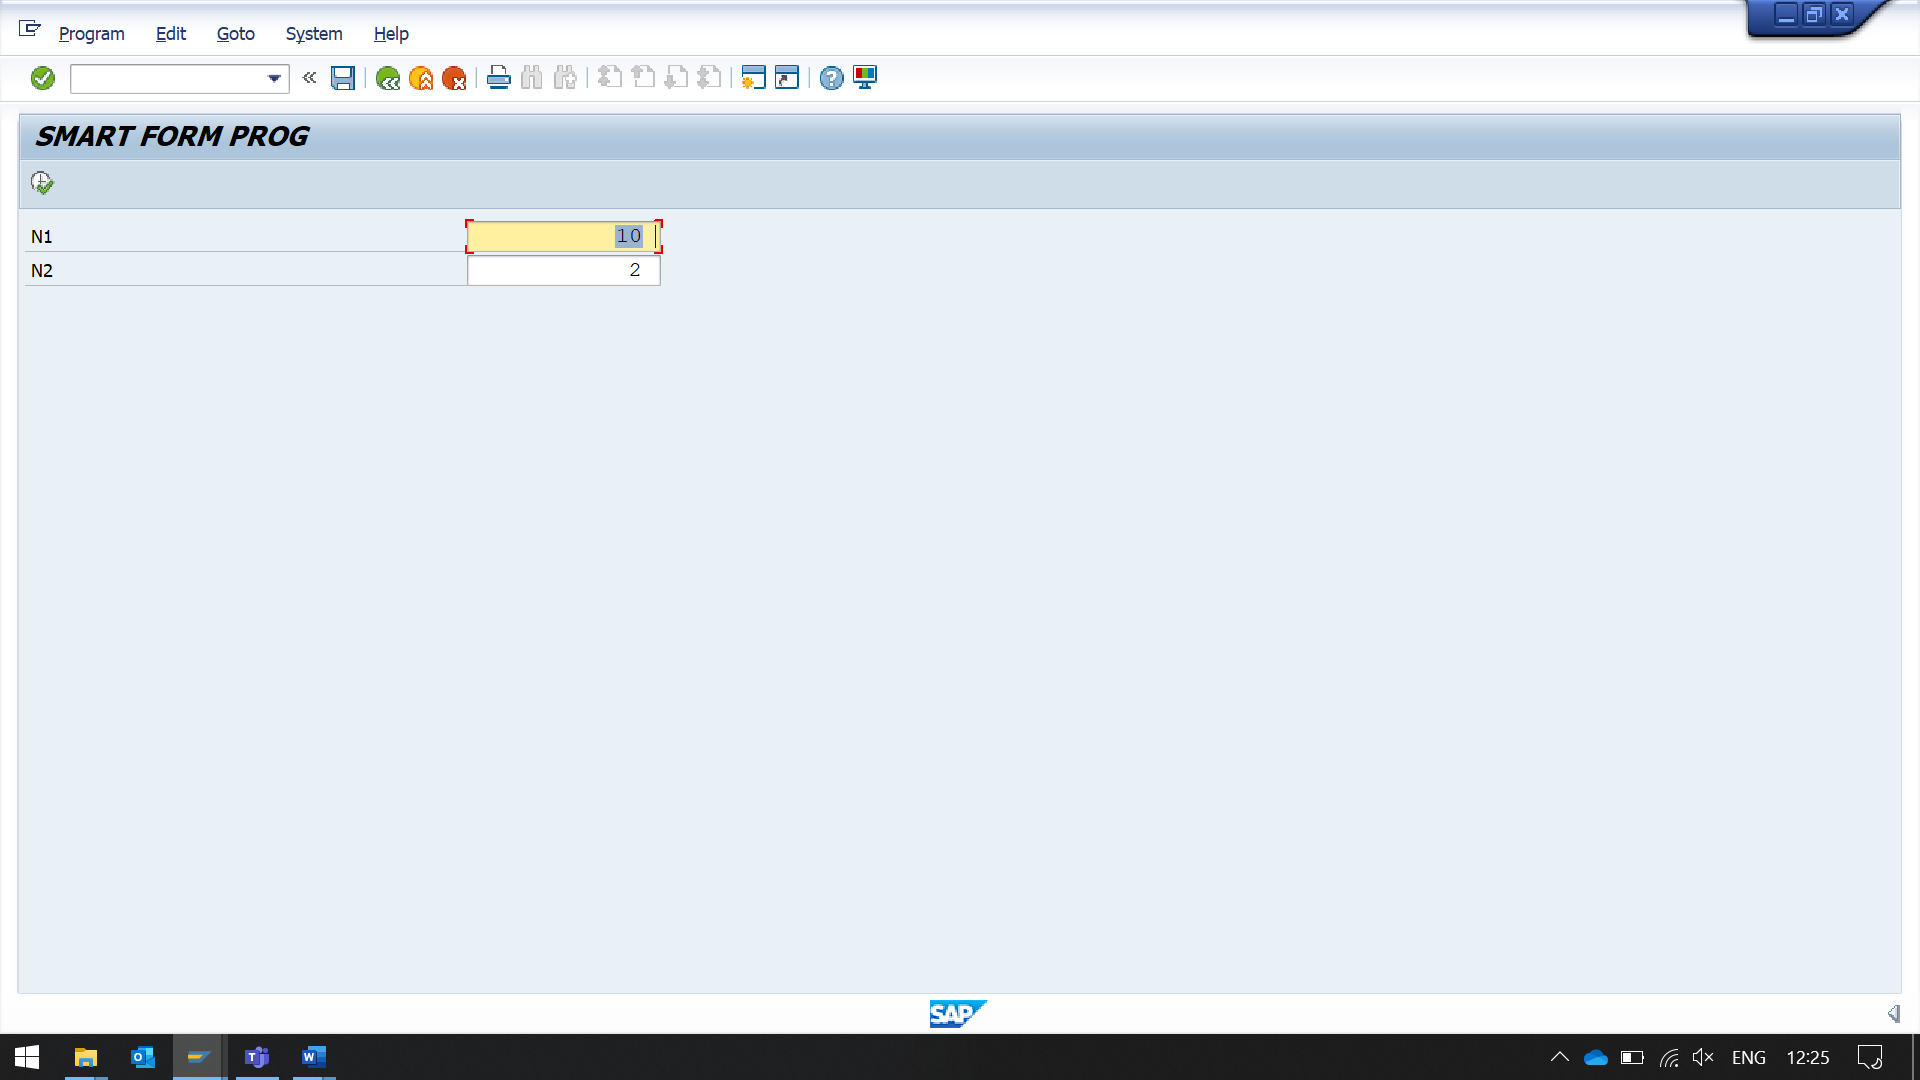 Program Edit Goto System Help
SMART FORM PROG
N1 10
N2 2
SAP
ENG 12:25